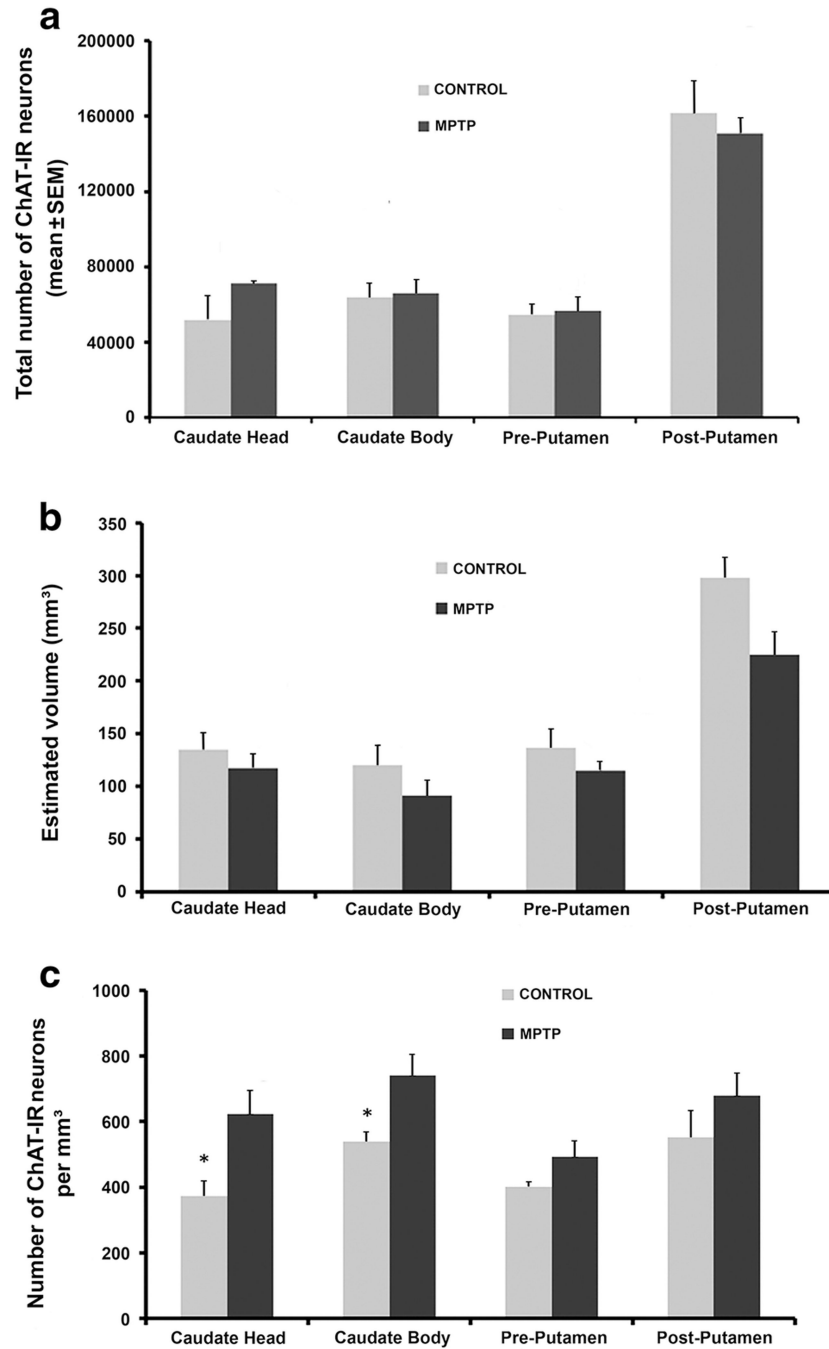 a
200000
160000
120000
80000
40000
0
Total number of ChAT-IR neurons
(mean±SEM)
CONTROL
MPTP
Caudate Head Caudate Body Pre-Putamen Post-Putamen
b
350
300
250
200
150
100
50
0
Estimated volume (mm³)
CONTROL
MPTP
Caudate Head Caudate Body Pre-Putamen Post-Putamen
c
1000
800
600
400
200
0
Number of ChAT-IR neurons
per mm³
CONTROL
MPTP
*
*
Caudate Head Caudate Body Pre-Putamen Post-Putamen